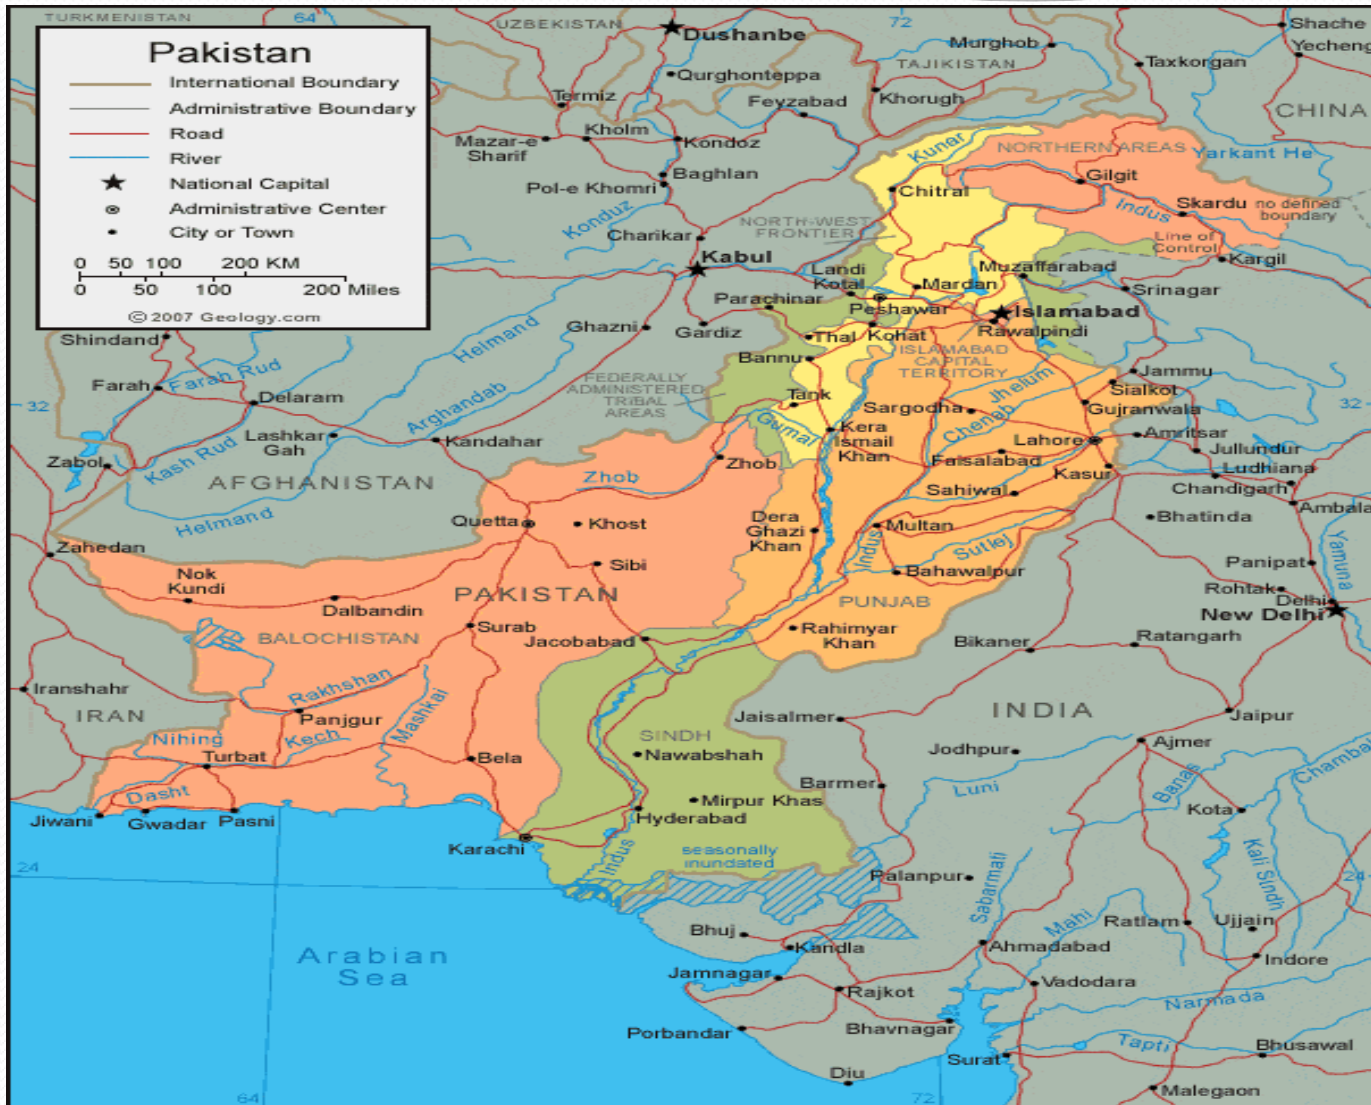 TURKMENISTAN
64
UZBEKISTAN
72
Dushanbe
Shache
Yecheng
Murghob
TAJIKISTAN
Taxkorgan
Qurghonteppa
Pakistan
International Boundary
Administrative Boundary
Road
River
National Capital
Administrative Center
City or Town
0 50 100 200 KM
0 50 100 200 Miles
© 2007 Geology.com
Termiz
Feyzabad
Khorugh
CHINA
Mazar-e
Sharif
Kholm
Kondoz
Kunar
NORTHERN AREAS
Yarkant He
Baghlan
Pol-e Khomri
Chitral
Gilgit
Konduz
Indus
Skardu
no defined
boundary
NORTH-WEST
FRONTIER
Charikar
Line of
Control
Kabul
Landi
Kotal
Muzaffarabad
Kargil
Mardan
Srinagar
Parachinar
Peshawar
Islamabad
Rawalpindi
Ghazni
Gardiz
Shindand
Helmand
Thal
Kohat
ISLAMABAD
CAPITAL
TERRITORY
Bannu
Farah
Farah Rud
FEDERALLY
ADMINISTERED
TRIBAL
AREAS
Jammu
Sialkot
Jhelum
32
Delaram
Arghandab
Tank
Sargodha
Chenab
Gujranwala
32
Lashkar
Gah
Kandahar
Gumal
Kera
Ismail
Khan
Lahore
Amritsar
Jullundur
Zabol
Kash Rud
Zhob
Faisalabad
Kasur
Ludhiana
AFGHANISTAN
Zhob
Sahiwal
Chandigarh
Ambala
Helmand
Quetta
Khost
Dera
Ghazi
Khan
Multan
Bhatinda
Yamuna
Zahedan
Sibi
Indus
Sutlej
Panipat
Nok
Kundi
Bahawalpur
Rohtak
Delhi
Dalbandin
PAKISTAN
PUNJAB
New Delhi
BALOCHISTAN
Surab
Jacobabad
Rahimyar
Khan
Bikaner
Ratangarh
Iranshahr
Rakhshan
IRAN
Panjgur
Mashkai
Jaisalmer
INDIA
Jaipur
Nihing
Kech
SINDH
Turbat
Bela
Nawabshah
Jodhpur
Ajmer
Dasht
Barmer
Luni
Banas
Chambal
Jiwani
Gwadar
Pasni
Mirpur Khas
Hyderabad
Kota
Karachi
Indus
seasonally
inundated
24
Palanpur
Sabarmati
Kali Sindh
24
Bhuj
Mahi
Ratlam
Ujjain
Arabian
Sea
Kandla
Ahmadabad
Indore
Jamnagar
Rajkot
Vadodara
Narmada
Porbandar
Bhavnagar
Tapti
Bhusawal
Surat
Diu
Malegaon
64
72